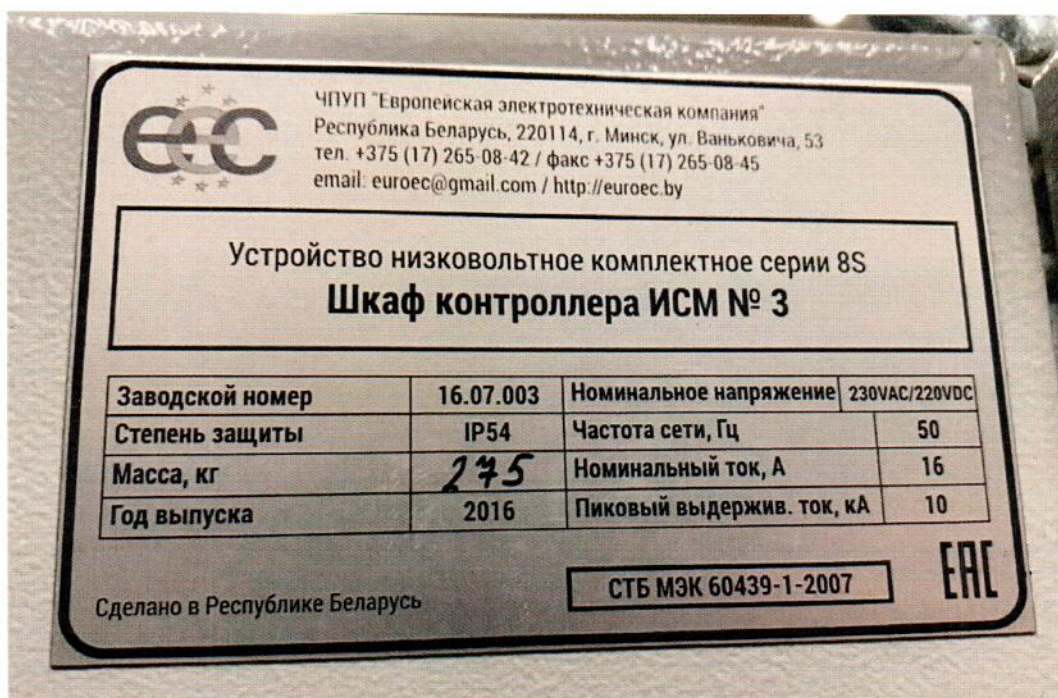 eec
ЧПУП "Европейская электротехническая компания"
Республика Беларусь, 220114, г. Минск, ул. Ваньковича, 53
тел. +375 (17) 265-08-42 / факс +375 (17) 265-08-45
email: euroec@gmail.com / http://euroec.by
Устройство низковольтное комплектное серии 8S
Шкаф контроллера ИСМ № 3
Заводской номер 16.07.003 Номинальное напряжение 230VAC/220VDC
Степень защиты IP54 Частота сети, Гц 50
Масса, кг 275 Номинальный ток, А 16
Год выпуска 2016 Пиковый выдержив. ток, кА 10
Сделано в Республике Беларусь СТБ МЭК 60439-1-2007 EAC